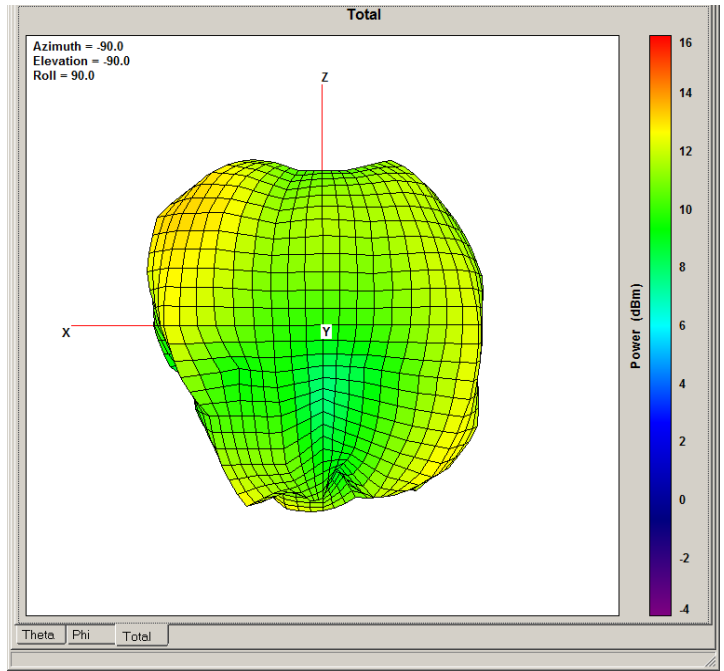 Total
Azimuth = -90.0
Elevation = -90.0
Roll = 90.0
Z
X
Y
16
14
12
10
8
6
4
2
0
-2
-4
Power (dBm)
Theta Phi Total